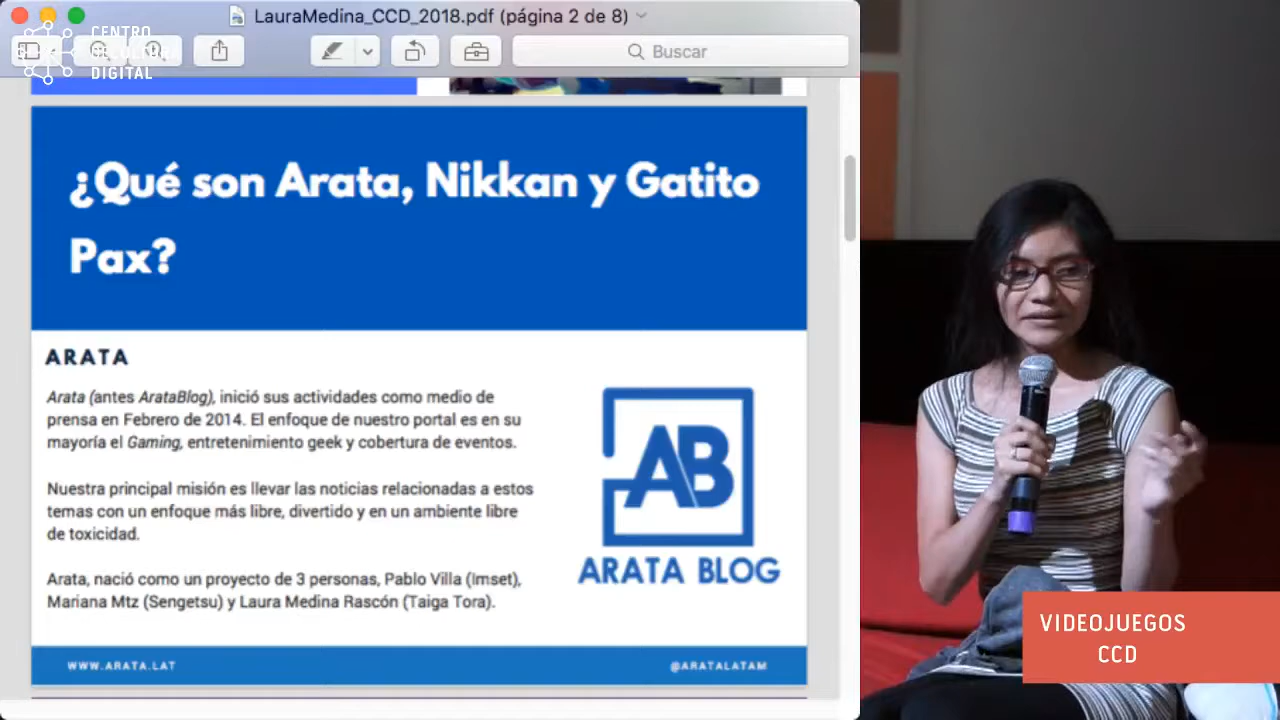 LauraMedina_CCD_2018.pdf (página 2 de 8)
CENTRO
DE CULTURA
DIGITAL
Buscar
¿Qué son Arata, Nikkan y Gatito
Pax?
ARATA
Arata (antes ArataBlog), inició sus actividades como medio de
prensa en Febrero de 2014. El enfoque de nuestro portal es en su
mayoría el Gaming, entretenimiento geek y cobertura de eventos.
Nuestra principal misión es llevar las noticias relacionadas a estos
temas con un enfoque más libre, divertido y en un ambiente libre
de toxicidad.
Arata, nació como un proyecto de 3 personas, Pablo Villa (Imset),
Mariana Mtz (Sengetsu) y Laura Medina Rascón (Taiga Tora).
AB
ARATA BLOG
WWW.ARATA.LAT
@ARATALATAM
VIDEOJUEGOS
CCD